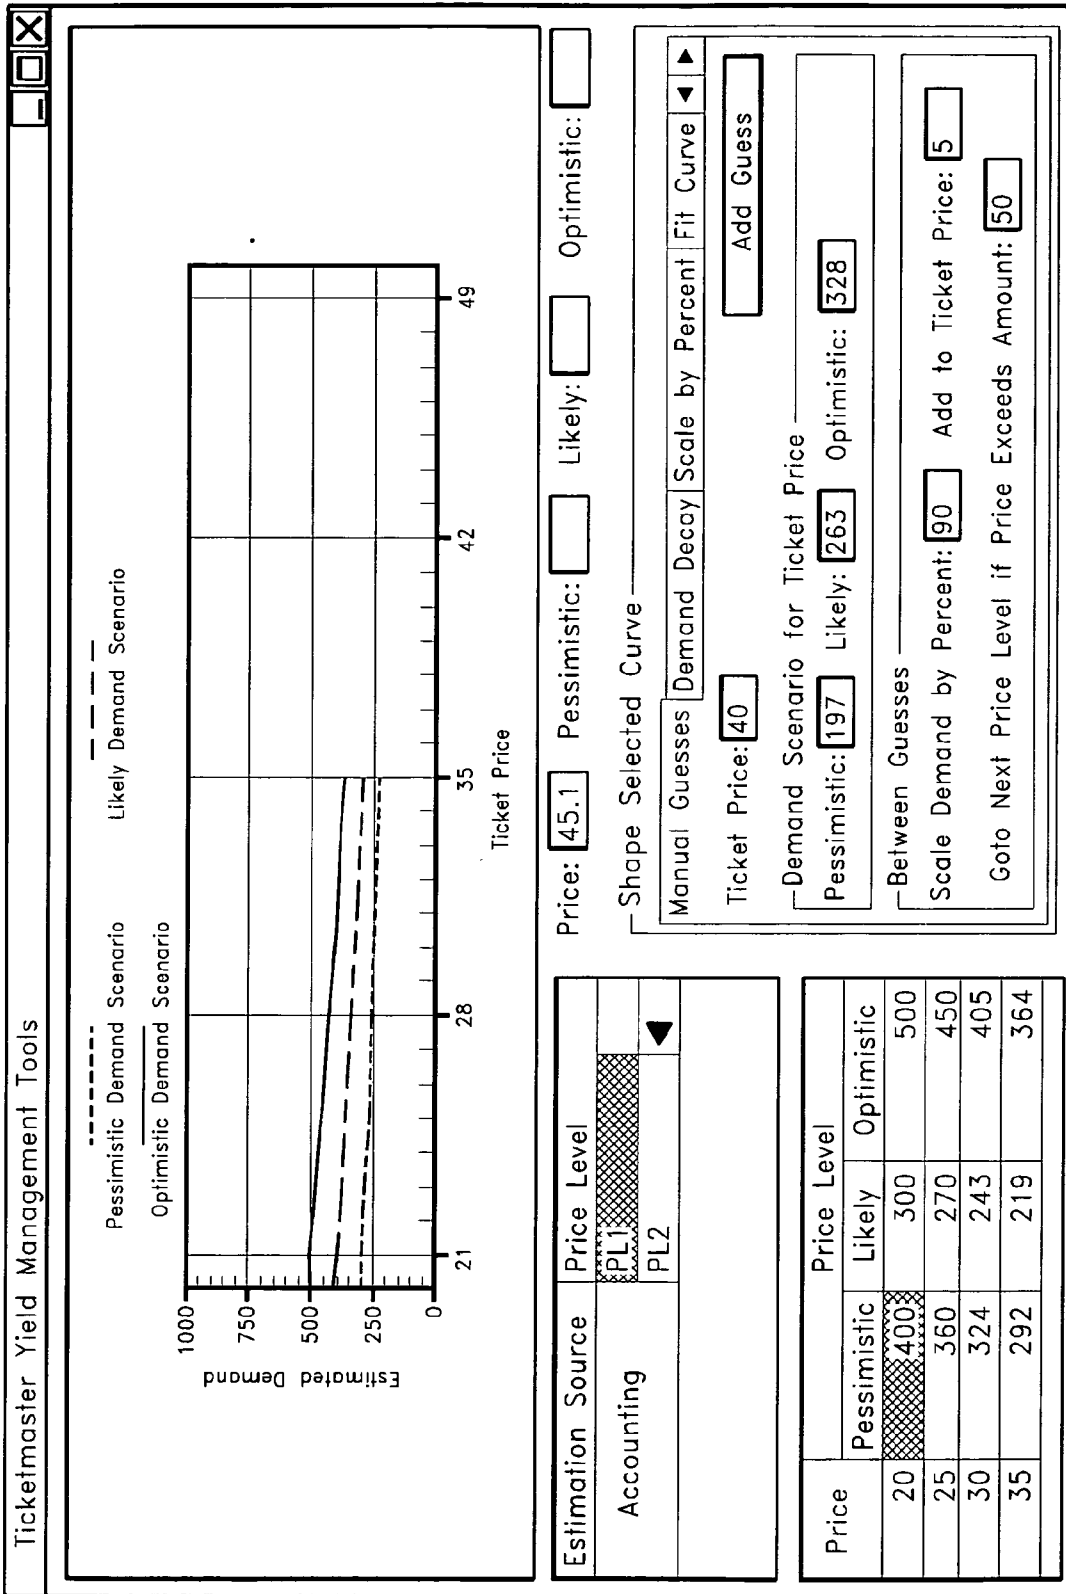 Ticketmaster Yield Management Tools
Pessimistic Demand Scenario
Likely Demand Scenario
Optimistic Demand Scenario
Estimated Demand
1000
750
500
250
0
21 28 35 42 49
Ticket Price
Estimation Source Price Level
Accounting PL1
PL2
Price Price Level
Pessimistic Likely Optimistic
20 400 300 500
25 360 270 450
30 324 243 405
35 292 219 364
Price: 45.1 Pessimistic: Likely: Optimistic:
Shape Selected Curve
Manual Guesses Demand Decay Scale by Percent Fit Curve
Ticket Price: 40 Add Guess
Demand Scenario for Ticket Price
Pessimistic: 197 Likely: 263 Optimistic: 328
Between Guesses
Scale Demand by Percent: 90 Add to Ticket Price: 5
Goto Next Price Level if Price Exceeds Amount: 50